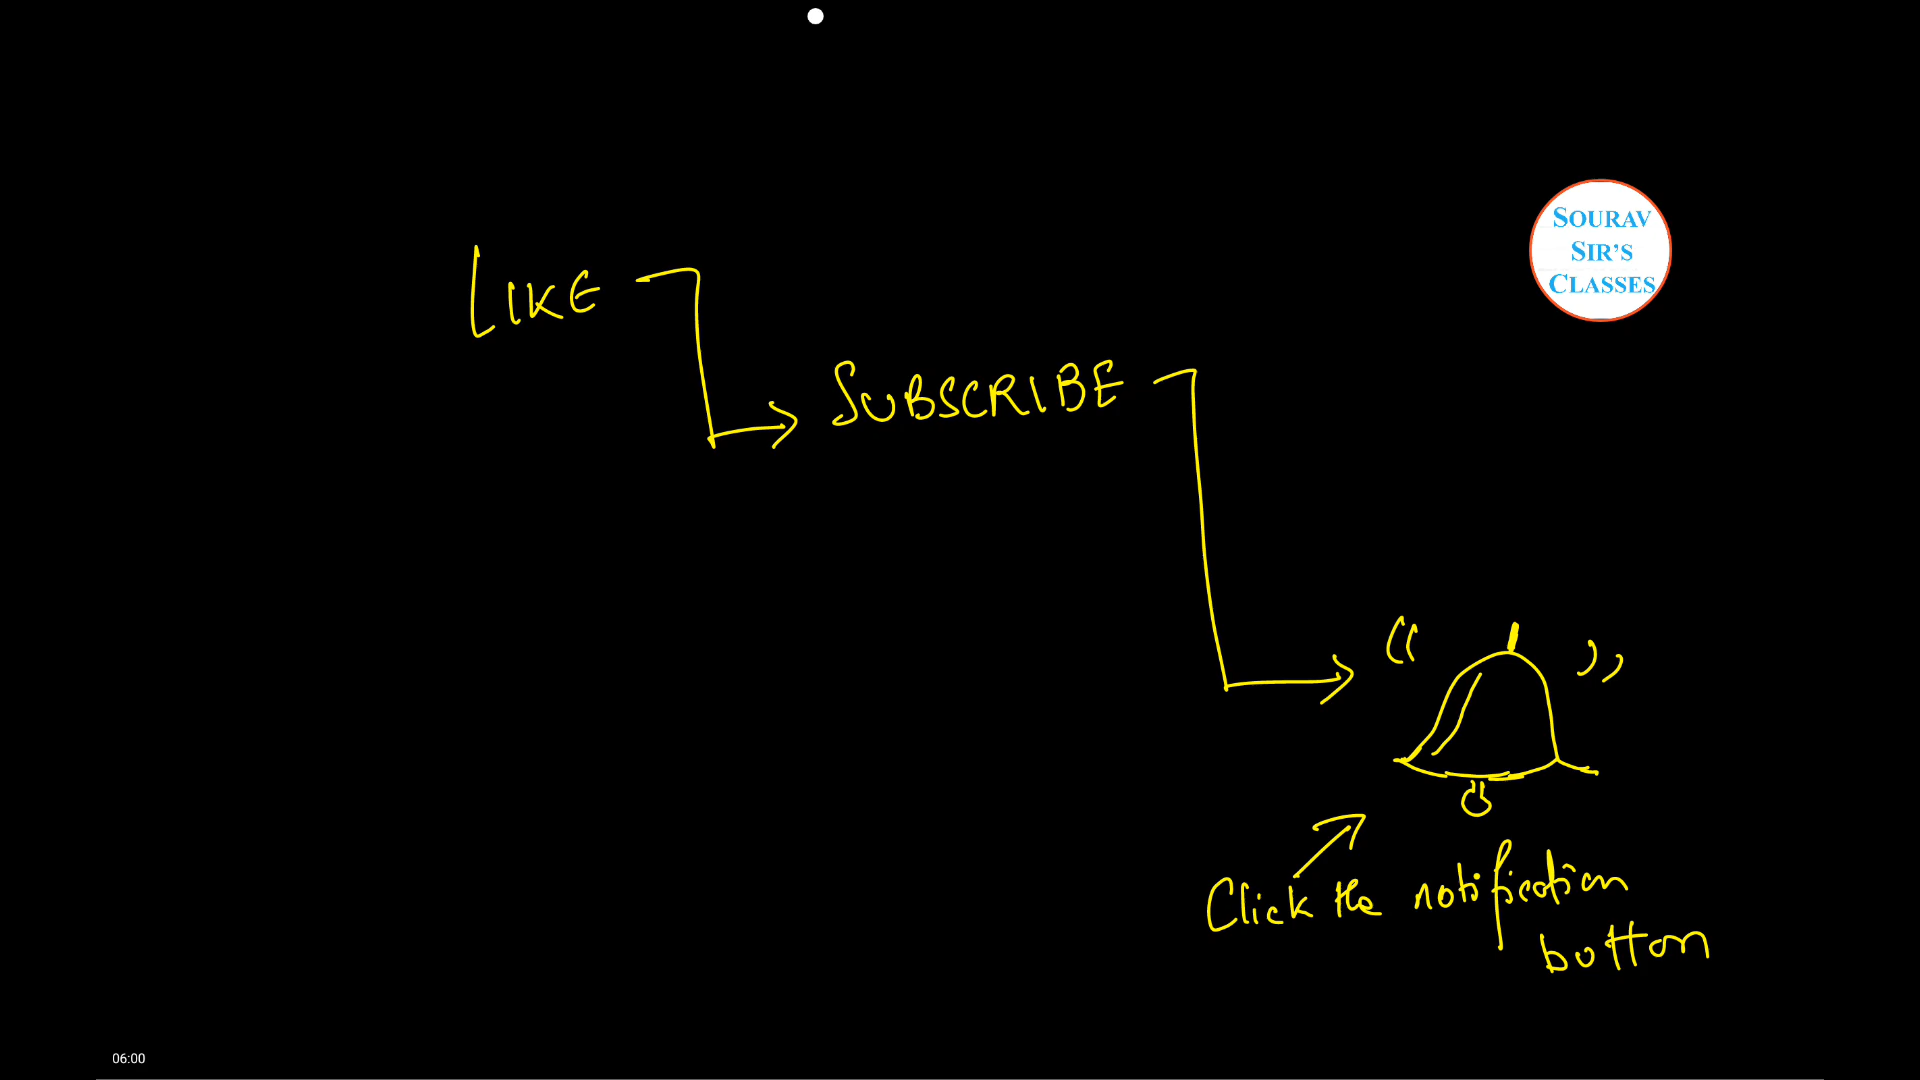 SOURAV
SIR'S
CLASSES
LIKE
SUBSCRIBE
“ ”
Click the notification
button
06:00